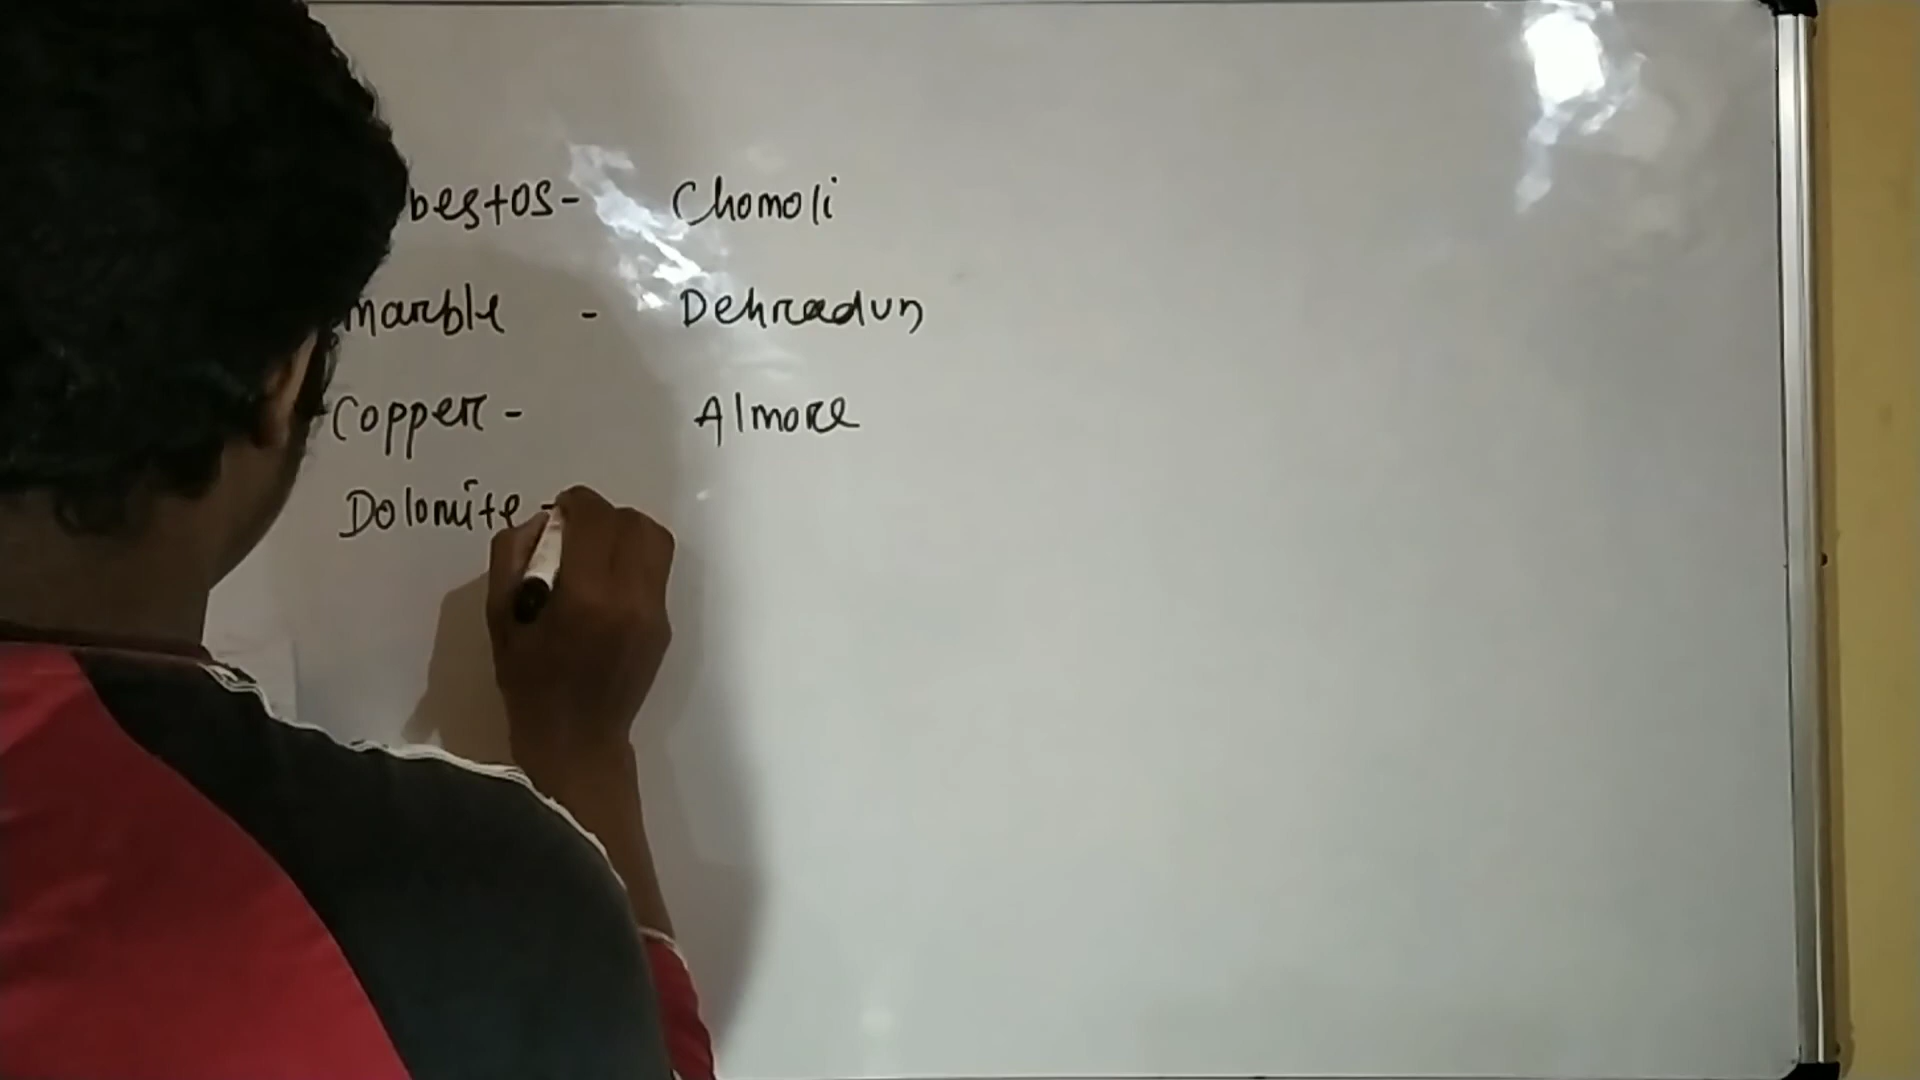 bestos- Chomoli
marble - Dehradun
Copper - Almore
Dolomite -